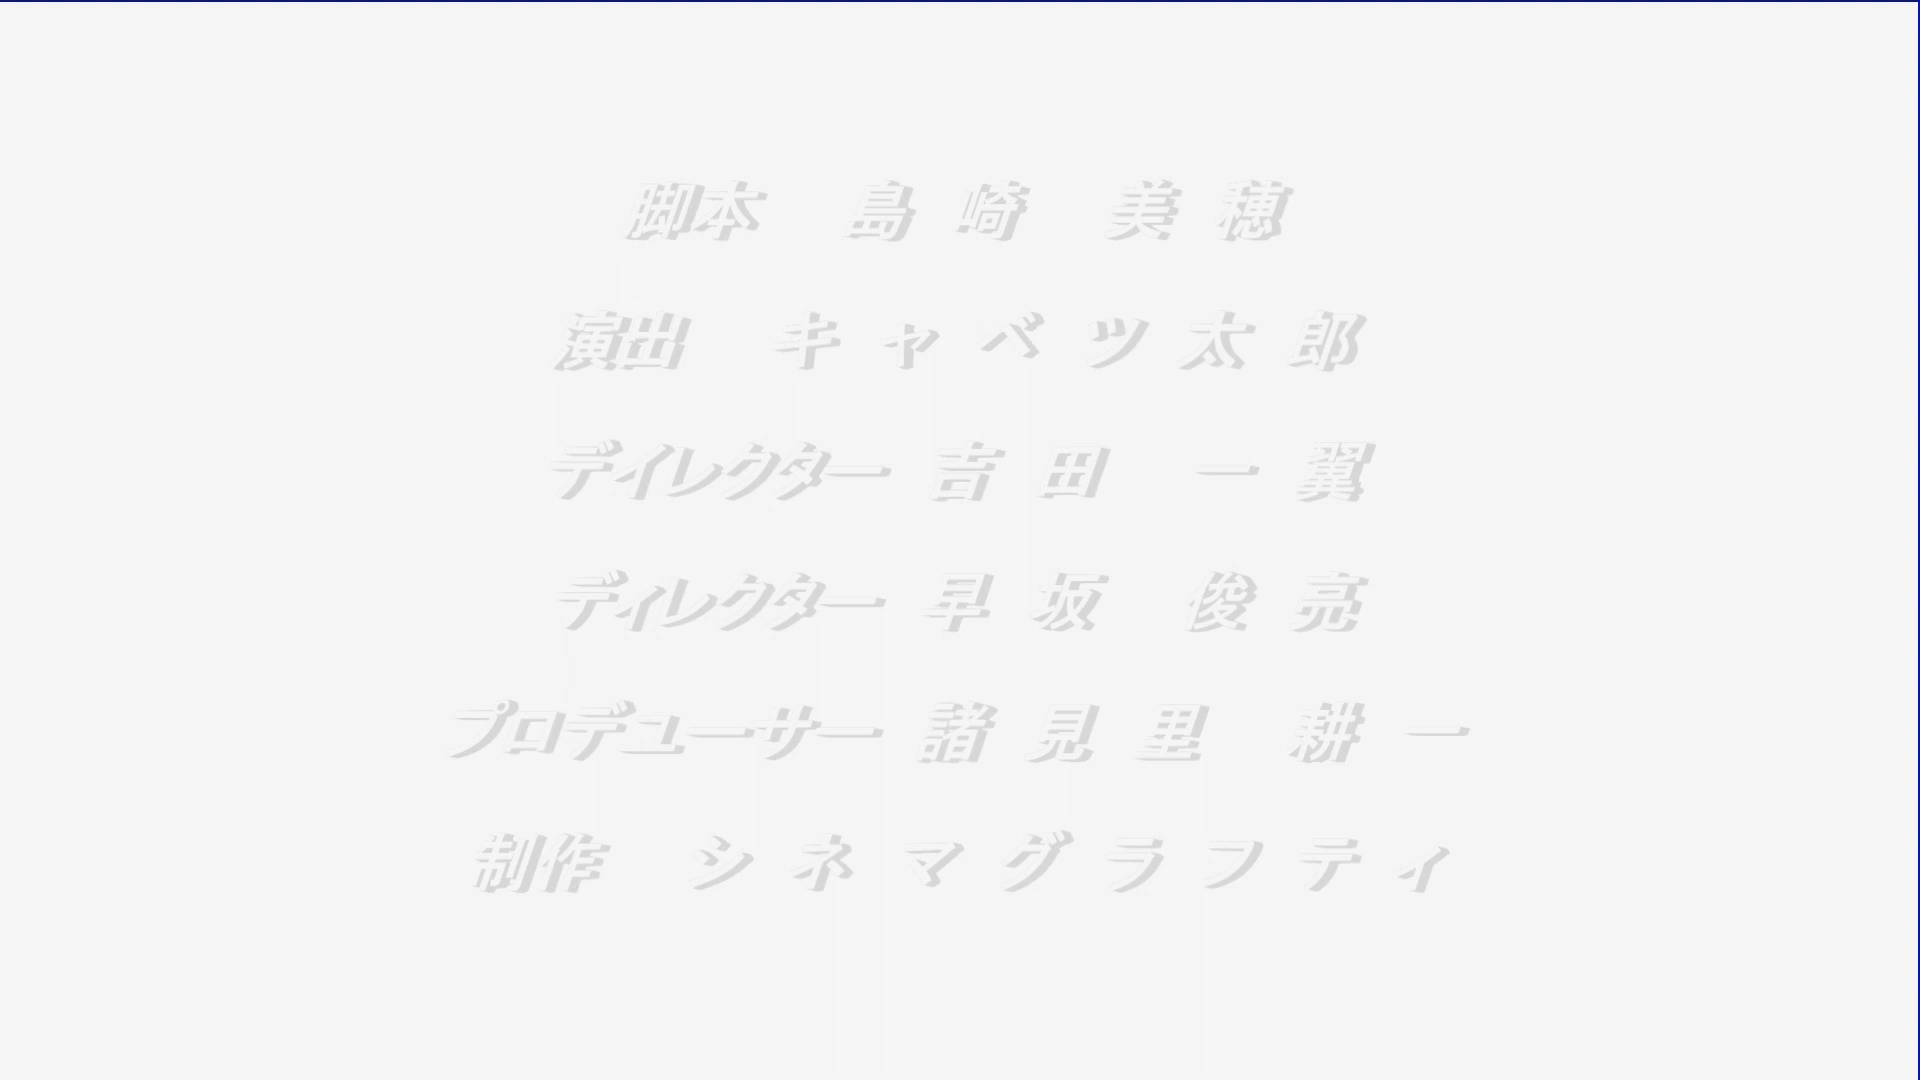 脚本 島崎 美穂
演出 キャベツ太郎
ディレクター 吉田 一翼
ディレクター 早坂 俊亮
プロデューサー 諸見里 耕一
制作 シネマグラフティ